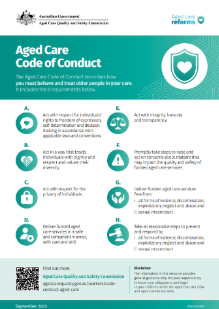 Australian Government
Aged Care Quality and Safety Commission
Aged care
reforms
Aged Care
Code of Conduct
The Aged Care Code of Conduct describes how
you must behave and treat older people in your care.
It includes the 8 requirements below.
A.
Act with respect for individuals'
rights to freedom of expression,
self-determination and decision-
making in accordance with
applicable laws and conventions.
B.
Act in a way that treats
individuals with dignity and
respect and values their
diversity.
C.
Act with respect for the
privacy of individuals.
D.
Deliver funded aged
care services in a safe
and competent manner,
with care and skill.
E.
Act with integrity, honesty
and transparency.
F.
Promptly take steps to raise and
act on concerns about matters that
may impact the quality and safety of
funded aged care services.
G.
Deliver funded aged care services
free from:
i. all forms of violence, discrimination,
exploitation, neglect and abuse and
ii. sexual misconduct.
H.
Take all reasonable steps to prevent
and respond to:
i. all forms of violence, discrimination,
exploitation, neglect and abuse and
ii. sexual misconduct.
Find out more
Aged Care Quality and Safety Commission
Disclaimer
September 2025